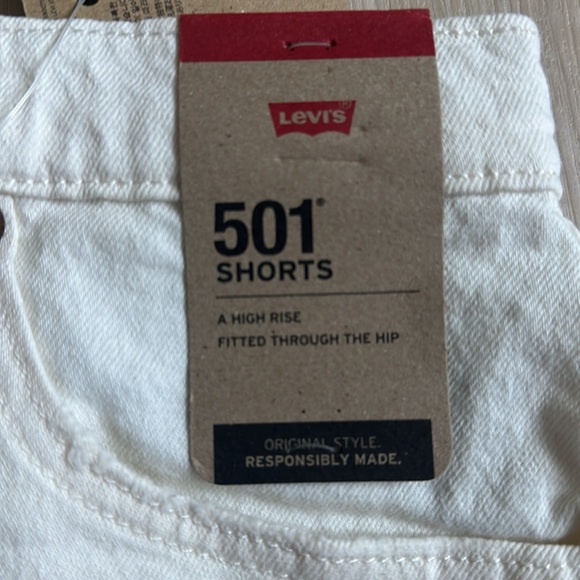 Levi's®
501®
SHORTS
A HIGH RISE
FITTED THROUGH THE HIP
ORIGINAL STYLE.
RESPONSIBLY MADE.